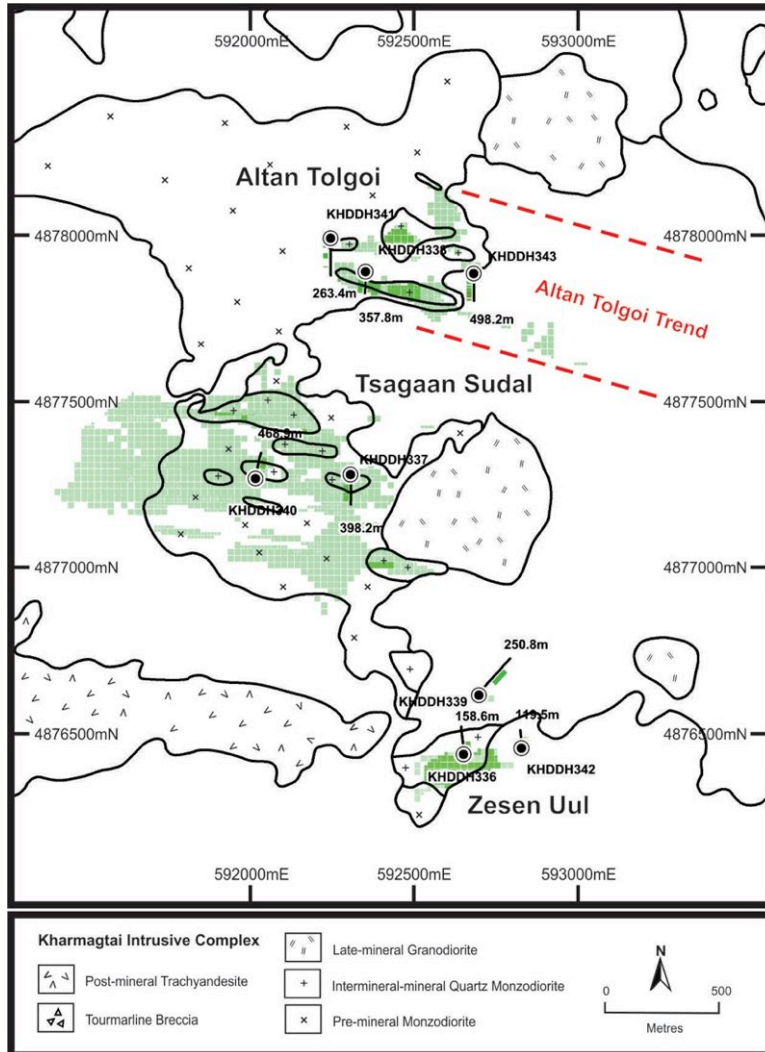 592000mE 592500mE 593000mE
Altan Tolgoi
KHDDH341
4878000mN 4878000mN
KHDDH338 KHDDH343
263.4m
357.8m 498.2m
Altan Tolgoi Trend
Tsagaan Sudal
4877500mN 4877500mN
468.9m
KHDDH337
KHDDH340
398.2m
4877000mN 4877000mN
250.8m
KHDDH339
158.6m 119.5m
4876500mN 4876500mN
KHDDH336 KHDDH342
Zesen Uul
592000mE 592500mE 593000mE
Kharmagtai Intrusive Complex
Post-mineral Trachyandesite
Tourmarline Breccia
Late-mineral Granodiorite
Intermineral-mineral Quartz Monzodiorite
Pre-mineral Monzodiorite
N
0 500
Metres